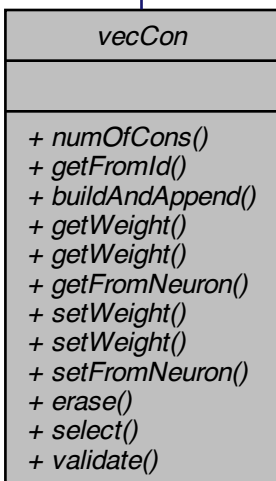 vecCon
+ numOfCons()
+ getFromId()
+ buildAndAppend()
+ getWeight()
+ getWeight()
+ getFromNeuron()
+ setWeight()
+ setWeight()
+ setFromNeuron()
+ erase()
+ select()
+ validate()